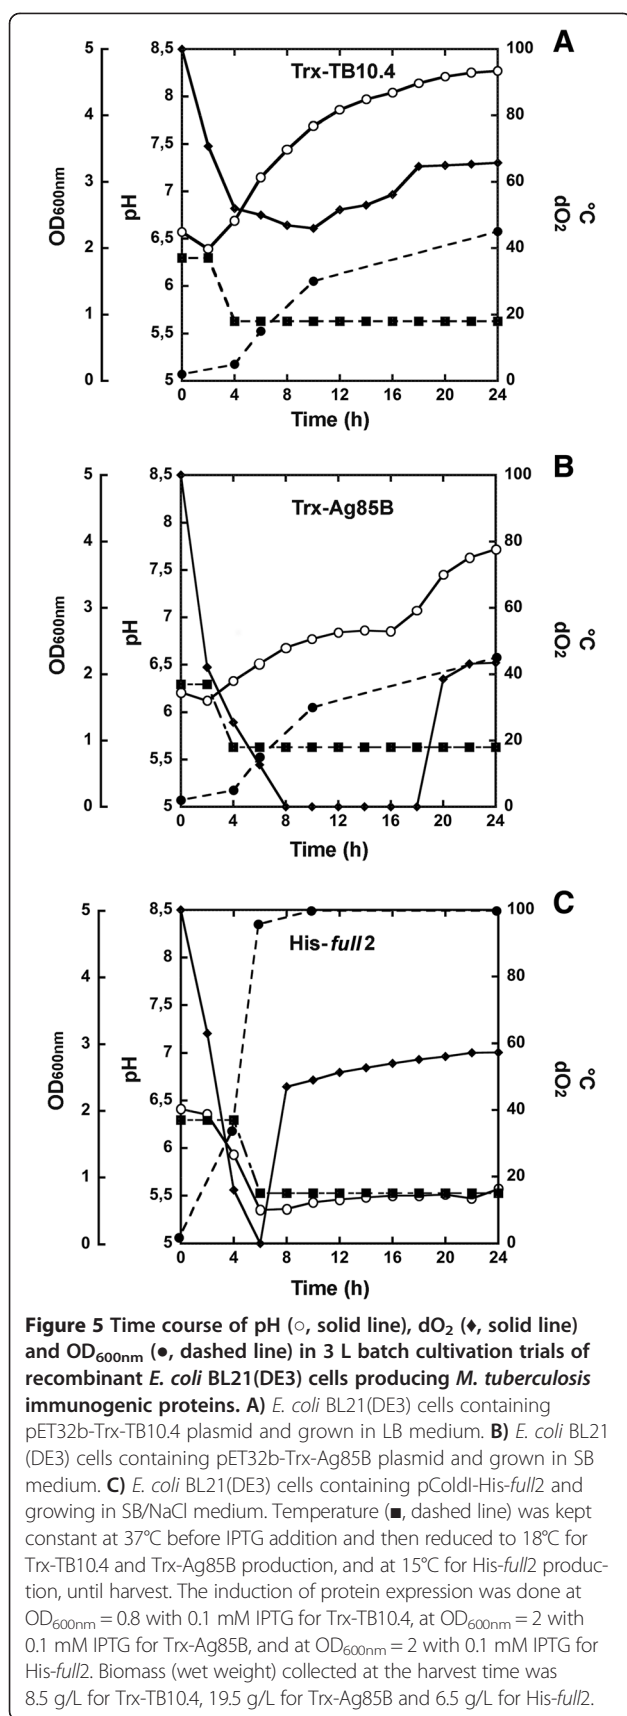 A
Trx-TB10.4
5
4
3
2
1
0
OD600nm
8,5
8
7,5
7
6,5
6
5,5
5
pH
100
80
60
40
20
0
°C
dO2
0 4 8 12 16 20 24
Time (h)
B
Trx-Ag85B
5
4
3
2
1
0
OD600nm
8,5
8
7,5
7
6,5
6
5,5
5
pH
100
80
60
40
20
0
°C
dO2
0 4 8 12 16 20 24
Time (h)
C
His-full2
5
4
3
2
1
0
OD600nm
8,5
8
7,5
7
6,5
6
5,5
5
pH
100
80
60
40
20
0
°C
dO2
0 4 8 12 16 20 24
Time (h)
Figure 5 Time course of pH (○, solid line), dO2 (♦, solid line)
and OD600nm (●, dashed line) in 3 L batch cultivation trials of
recombinant E. coli BL21(DE3) cells producing M. tuberculosis
immunogenic proteins. A) E. coli BL21(DE3) cells containing
pET32b-Trx-TB10.4 plasmid and grown in LB medium. B) E. coli BL21
(DE3) cells containing pET32b-Trx-Ag85B plasmid and grown in SB
medium. C) E. coli BL21(DE3) cells containing pColdI-His-full2 and
growing in SB/NaCl medium. Temperature (■, dashed line) was kept
constant at 37°C before IPTG addition and then reduced to 18°C for
Trx-TB10.4 and Trx-Ag85B production, and at 15°C for His-full2 produc-
tion, until harvest. The induction of protein expression was done at
OD600nm = 0.8 with 0.1 mM IPTG for Trx-TB10.4, at OD600nm = 2 with
0.1 mM IPTG for Trx-Ag85B, and at OD600nm = 2 with 0.1 mM IPTG for
His-full2. Biomass (wet weight) collected at the harvest time was
8.5 g/L for Trx-TB10.4, 19.5 g/L for Trx-Ag85B and 6.5 g/L for His-full2.